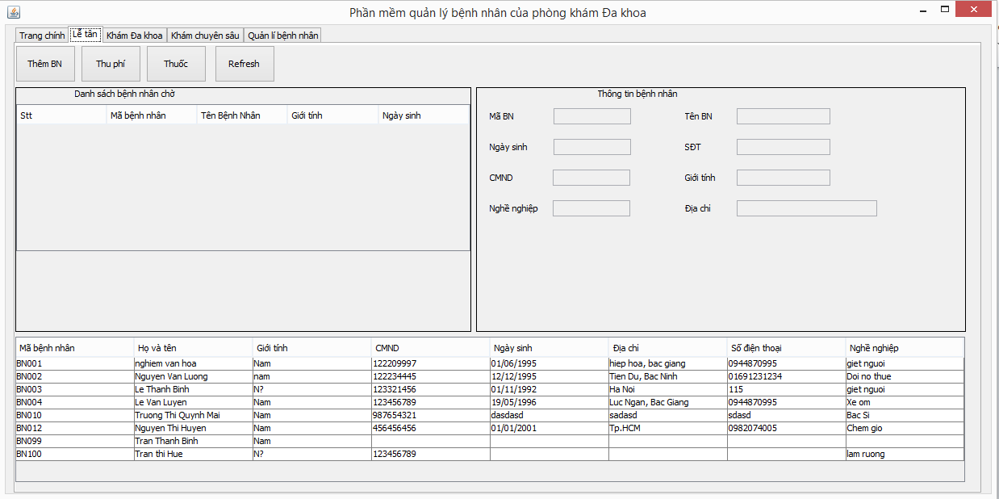 Phần mềm quản lý bệnh nhân của phòng khám Đa khoa
Trang chính Lễ tân Khám Đa khoa Khám chuyên sâu Quản lí bệnh nhân
Thêm BN Thu phí Thuốc Refresh
Danh sách bệnh nhân chờ
Stt Mã bệnh nhân Tên Bệnh Nhân Giới tính Ngày sinh
Thông tin bệnh nhân
Mã BN Tên BN
Ngày sinh SĐT
CMND Giới tính
Nghề nghiệp Địa chỉ
Mã bệnh nhân Họ và tên Giới tính CMND Ngày sinh Địa chỉ Số điện thoại Nghề nghiệp
BN001 nghiem van hoa Nam 122209997 01/06/1995 hiep hoa, bac giang 0944870995 giet nguoi
BN002 Nguyen Van Luong nam 122234445 12/12/1995 Tien Du, Bac Ninh 01691231234 Doi no thue
BN003 Le Thanh Binh N? 123321456 01/11/1992 Ha Noi 115 giet nguoi
BN004 Le Van Luyen Nam 123456789 19/05/1996 Luc Ngan, Bac Giang 0944870995 Xe om
BN010 Truong Thi Quynh Mai Nam 987654321 dasdasd sadasd sdasd Bac Si
BN012 Nguyen Thi Huyen Nam 456456456 01/01/2001 Tp.HCM 0982074005 Chem gio
BN099 Tran Thanh Binh Nam
BN100 Tran thi Hue N? 123456789 lam ruong